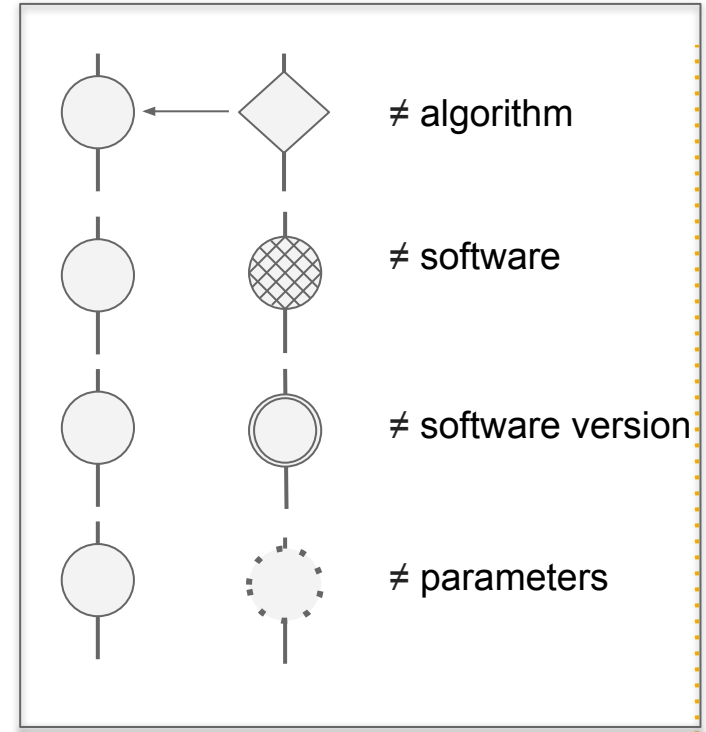 ≠ algorithm
≠ software
≠ software version
≠ parameters